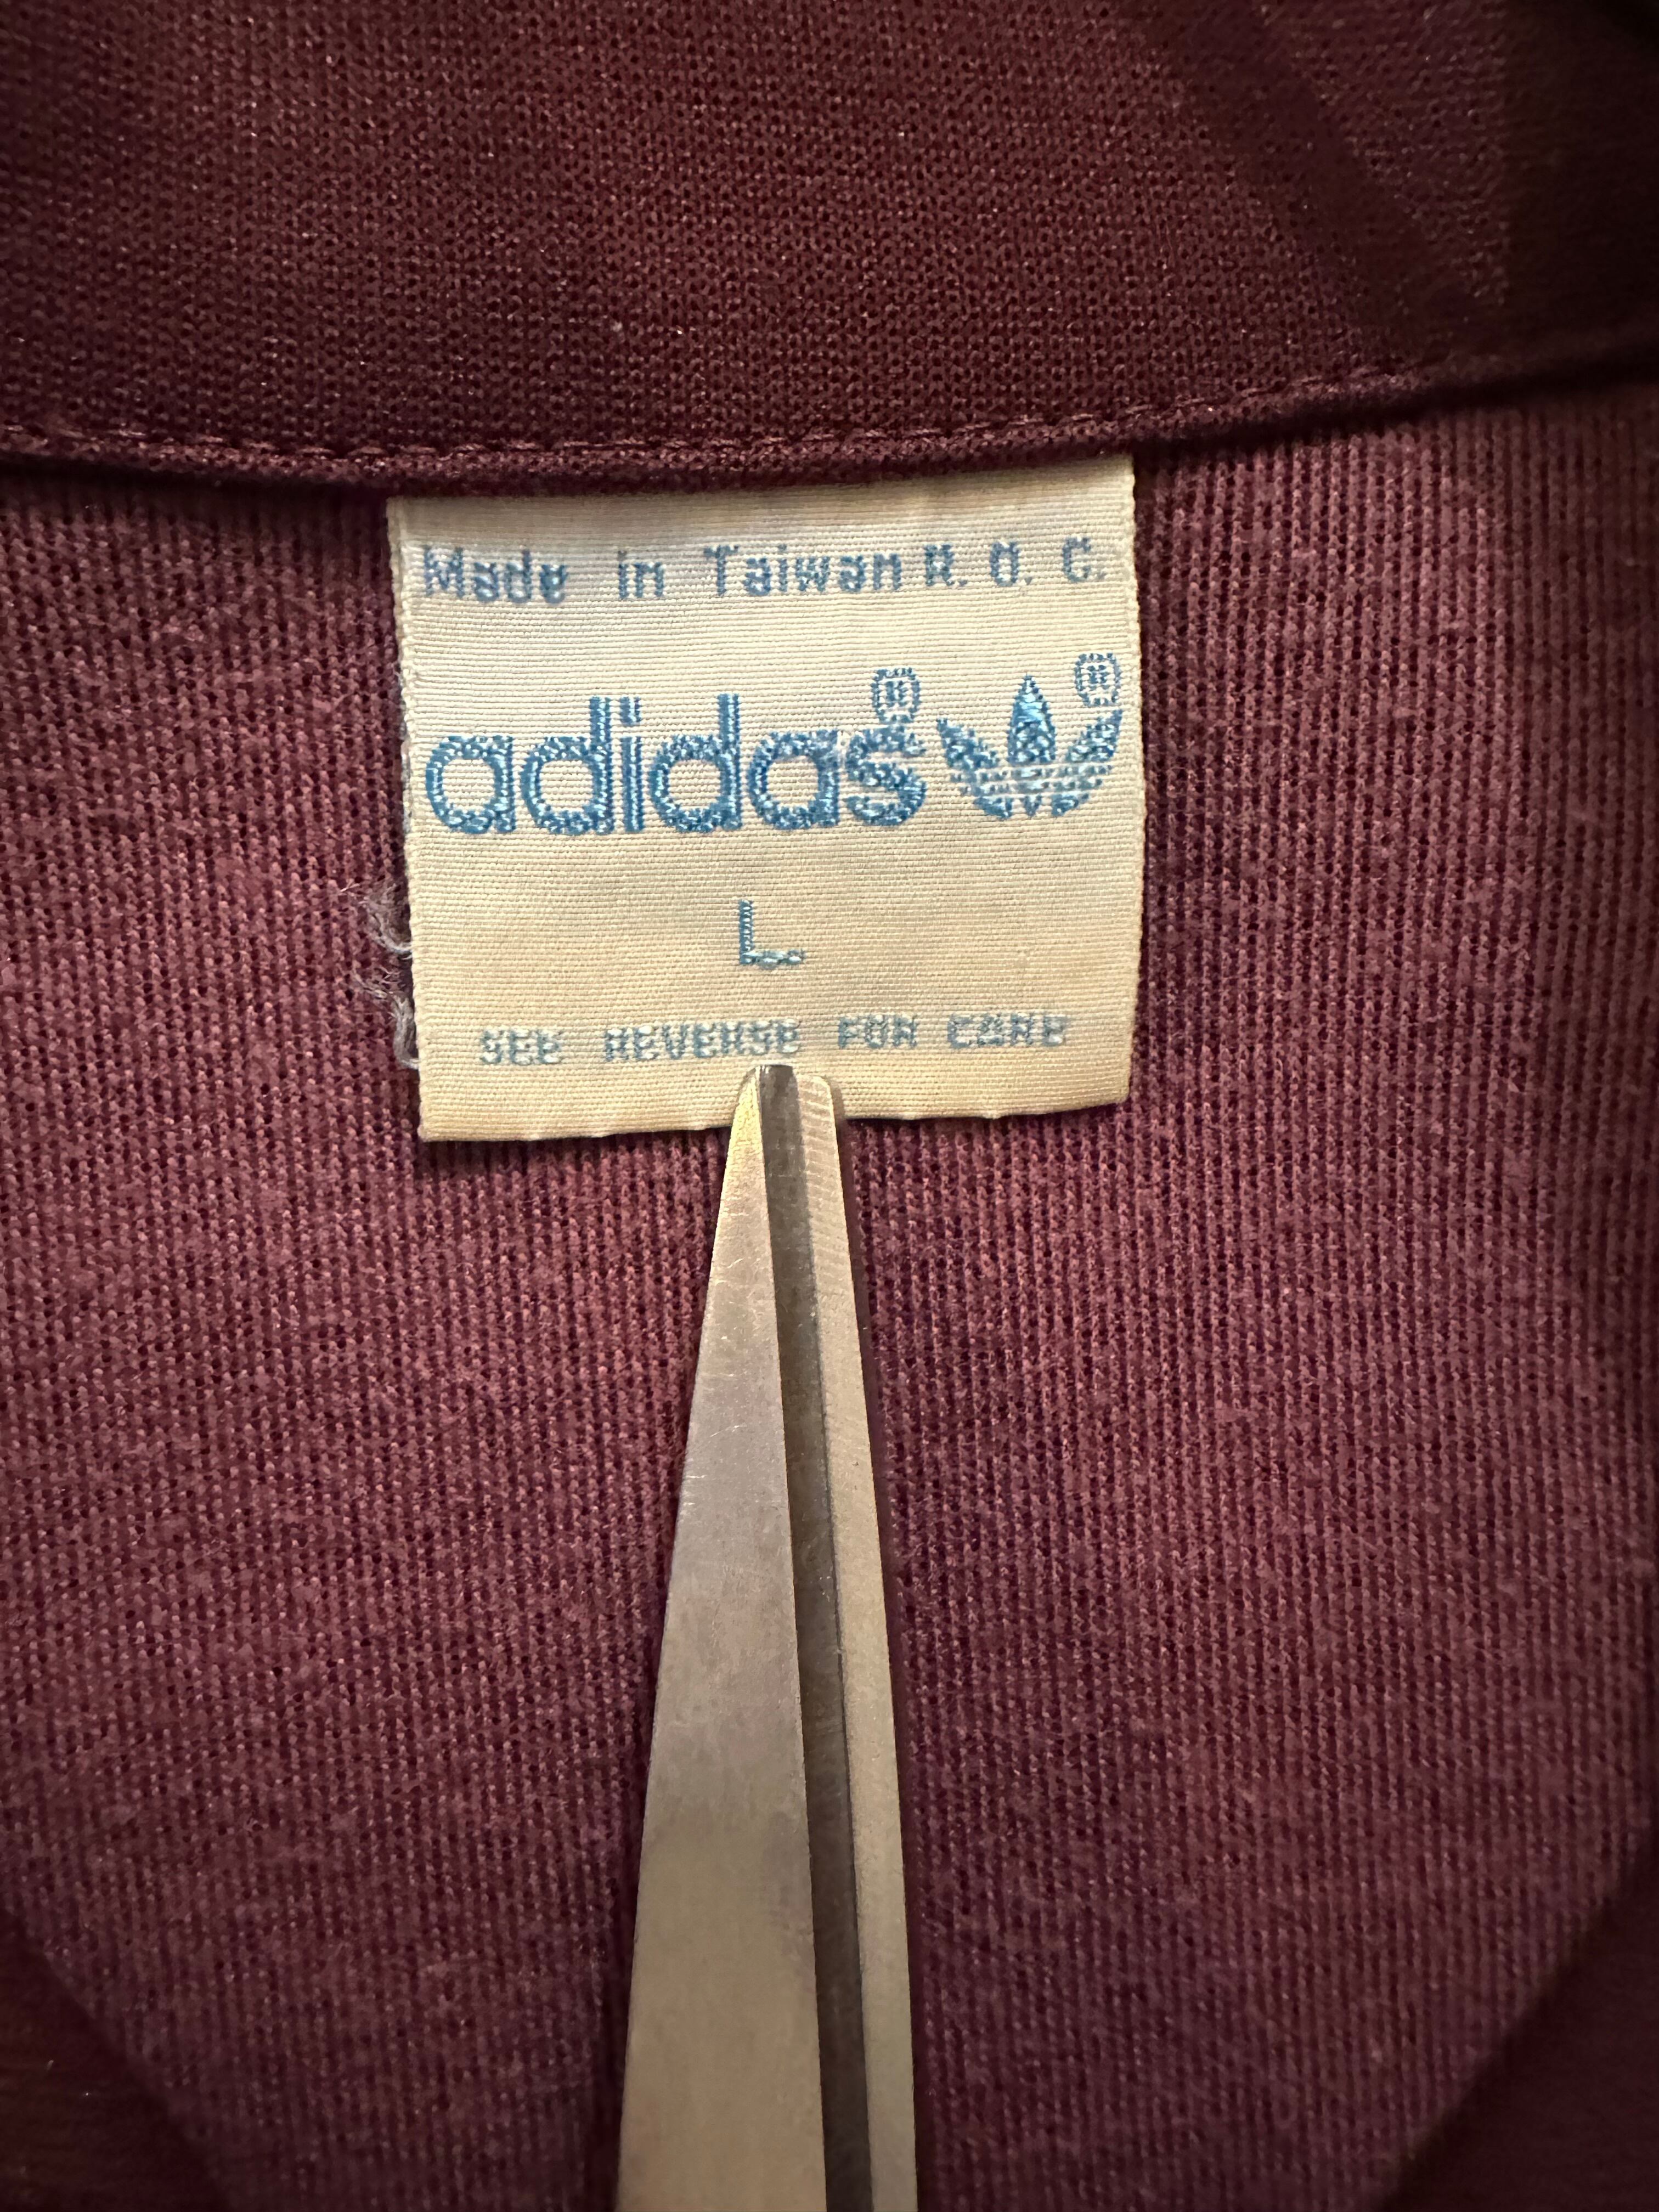 Made in Taiwan R. O. C.
adidas® ®
L.
SEE REVERSE FOR CARE